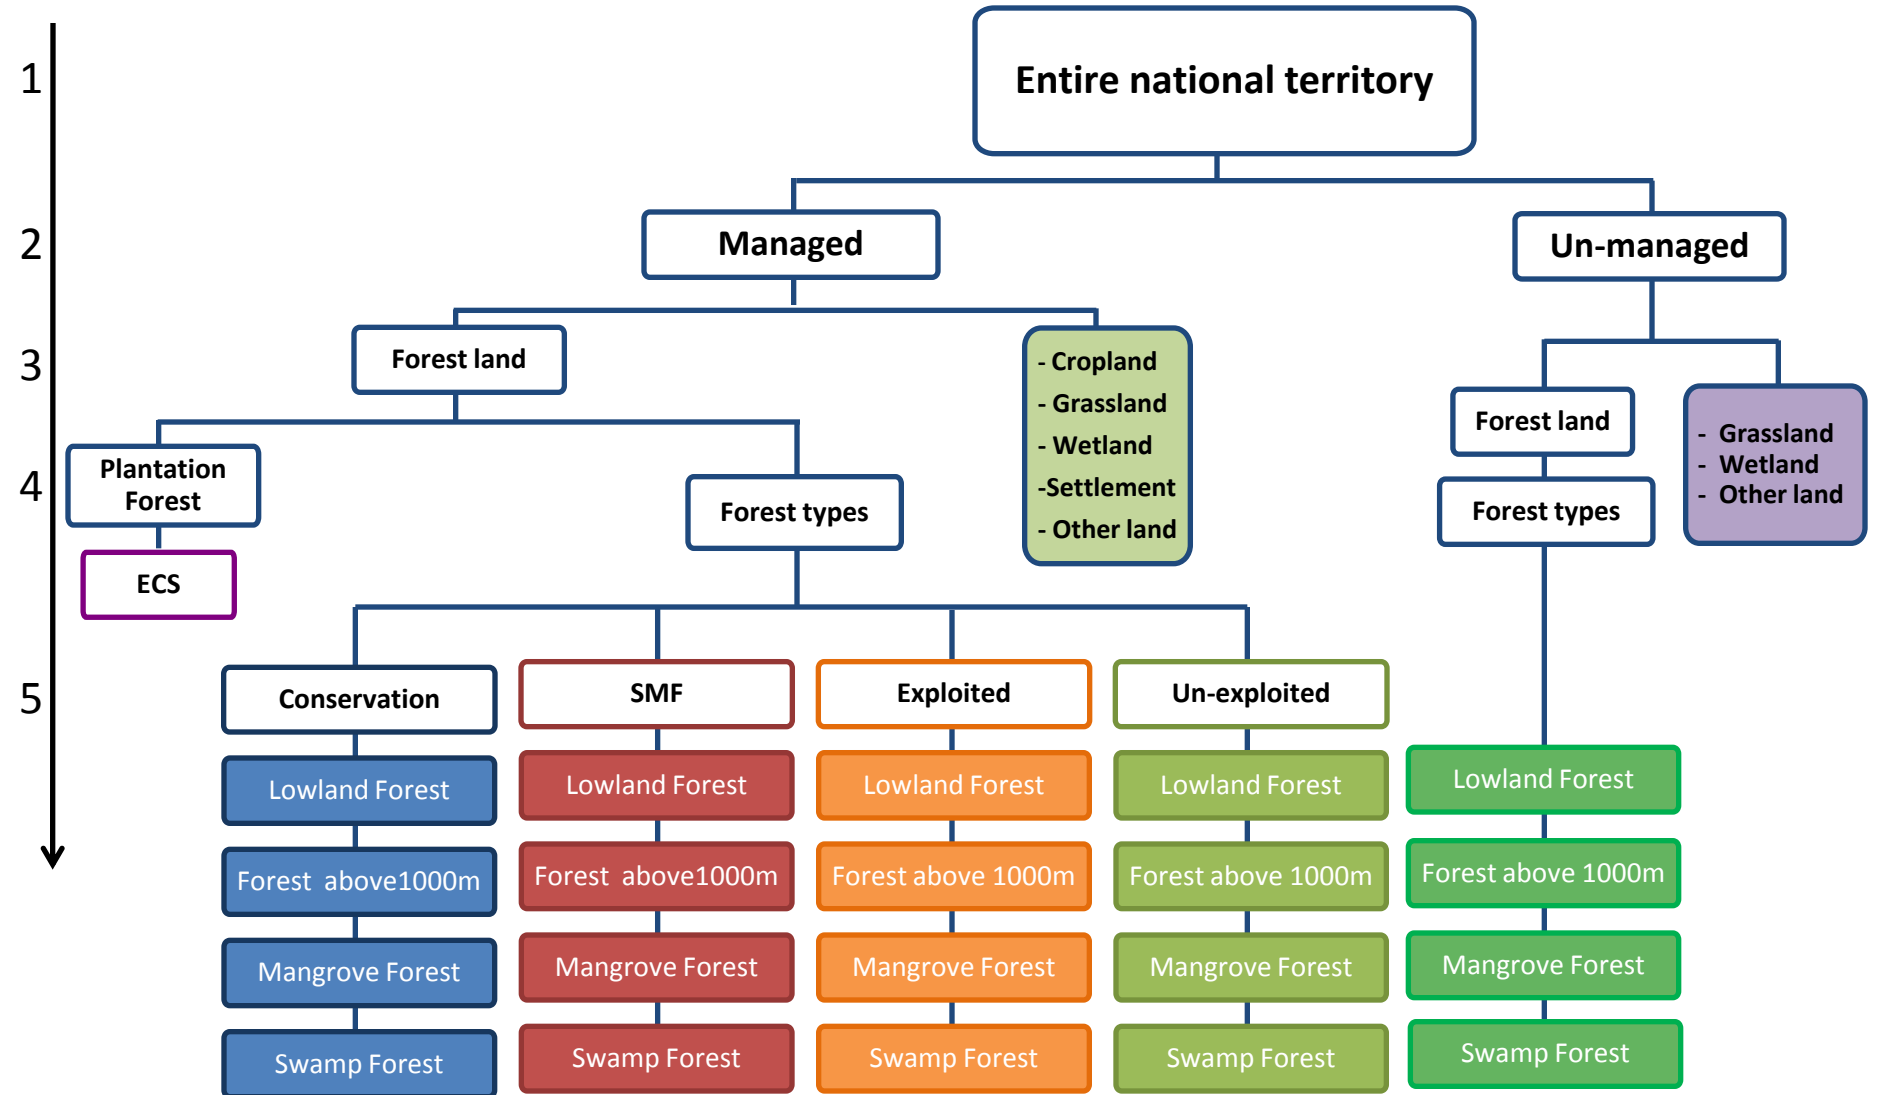 1
Entire national territory
2
Managed
Un-managed
3
Forest land
- Cropland
- Grassland
- Wetland
-Settlement
- Other land
Forest land
- Grassland
- Wetland
- Other land
4
Plantation
Forest
Forest types
Forest types
ECS
5
Conservation
SMF
Exploited
Un-exploited
Lowland Forest
Lowland Forest
Lowland Forest
Lowland Forest
Lowland Forest
Forest above1000m
Forest above1000m
Forest above 1000m
Forest above 1000m
Forest above 1000m
Mangrove Forest
Mangrove Forest
Mangrove Forest
Mangrove Forest
Mangrove Forest
Swamp Forest
Swamp Forest
Swamp Forest
Swamp Forest
Swamp Forest